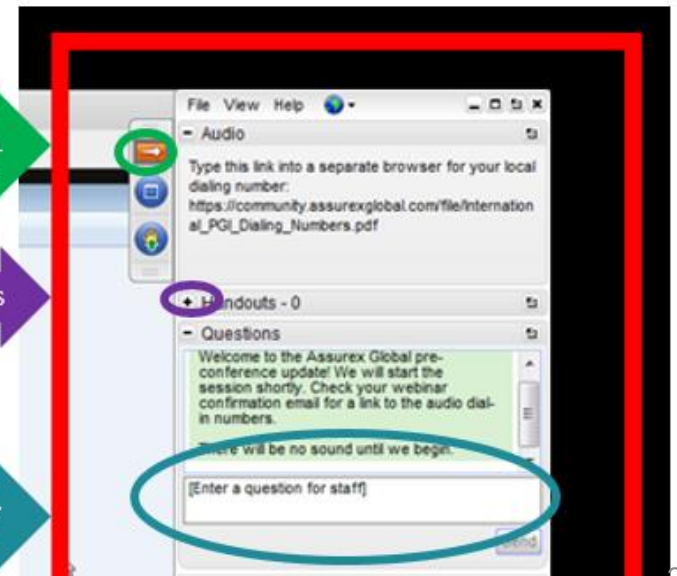 File View Help
- Audio
Type this link into a separate browser for your local
dialing number:
https://community.assurexglobal.com/file/Internation
al_PGI_Dialing_Numbers.pdf
+ Handouts - 0
- Questions
Welcome to the Assurex Global pre-
conference update! We will start the
session shortly. Check your webinar
confirmation email for a link to the audio dial-
in numbers.
There will be no sound until we begin.
[Enter a question for staff]
Send